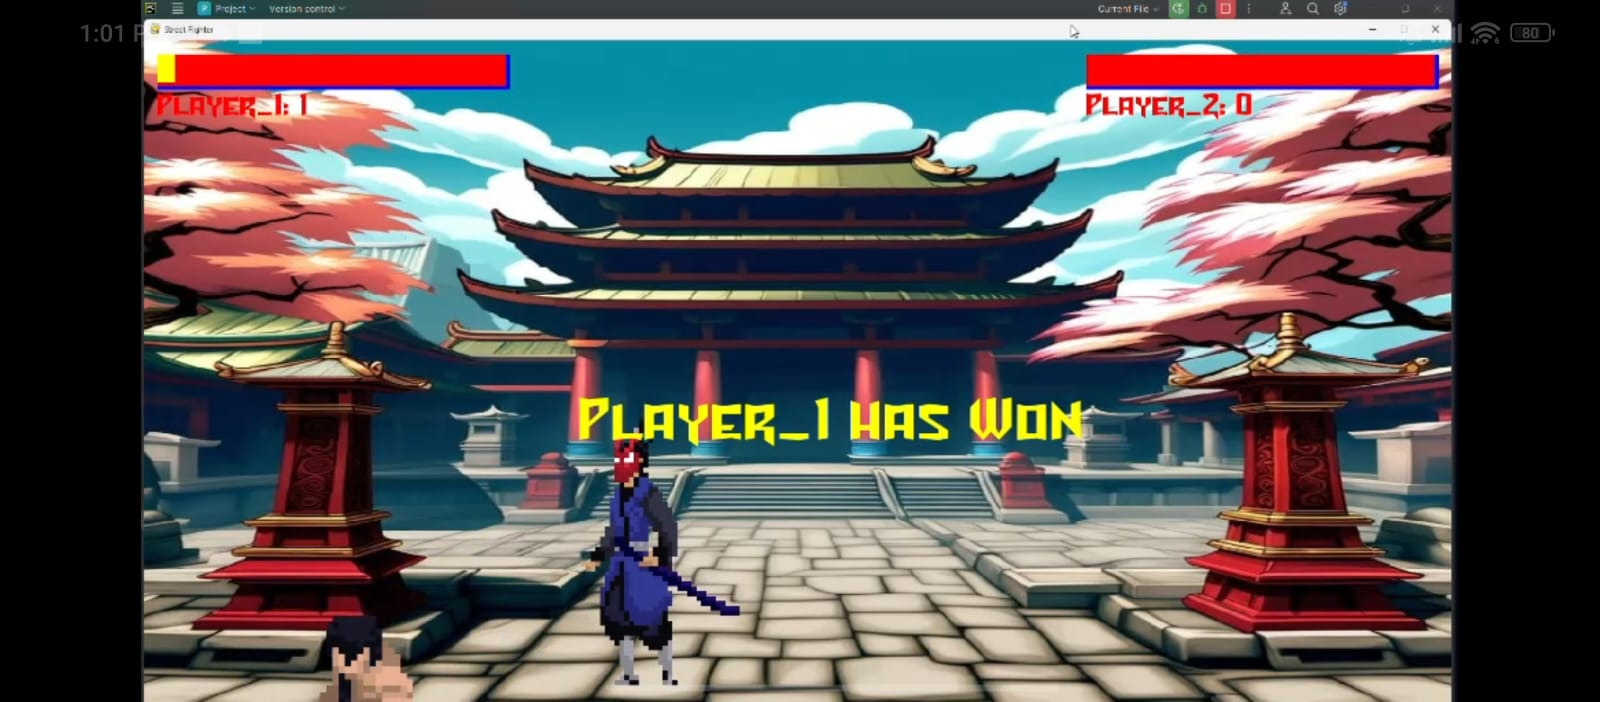 Project Version control Current File
1:01 P
80
Street Fighter
Player_1: 1
Player_2: 0
Player_1 has Won